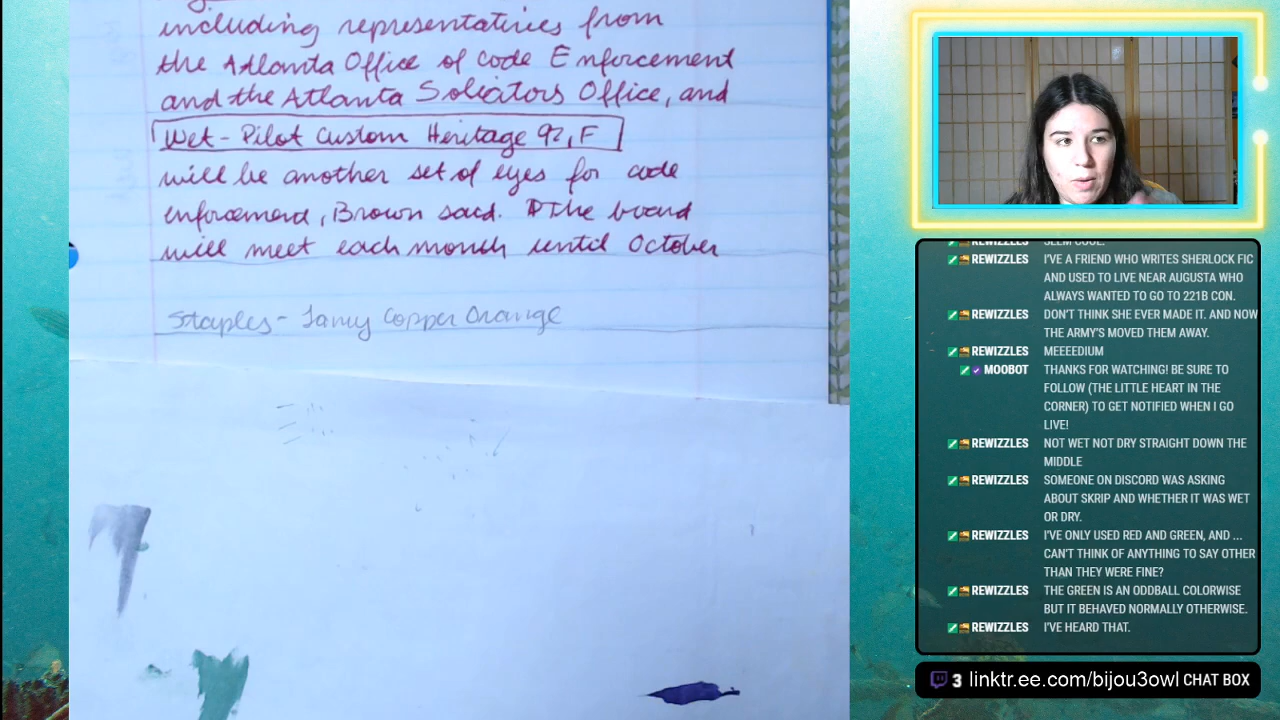 including representatives from
the Atlanta Office of code Enforcement
and the Atlanta Solicitors Office, and
Wet - Pilot Custom Heritage 92, F
will be another set of eyes for code
enforcement, Brown said. The board
will meet each month until October
Staples - Lamy Copper Orange
SEEM COOL.
REWIZZLES I'VE A FRIEND WHO WRITES SHERLOCK FIC
AND USED TO LIVE NEAR AUGUSTA WHO
ALWAYS WANTED TO GO TO 221B CON.
REWIZZLES DON'T THINK SHE EVER MADE IT. AND NOW
THE ARMY'S MOVED THEM AWAY.
REWIZZLES MEEEEDIUM
MOOBOT THANKS FOR WATCHING! BE SURE TO
FOLLOW (THE LITTLE HEART IN THE
CORNER) TO GET NOTIFIED WHEN I GO
LIVE!
REWIZZLES NOT WET NOT DRY STRAIGHT DOWN THE
MIDDLE
REWIZZLES SOMEONE ON DISCORD WAS ASKING
ABOUT SKRIP AND WHETHER IT WAS WET
OR DRY.
REWIZZLES I'VE ONLY USED RED AND GREEN, AND ...
CAN'T THINK OF ANYTHING TO SAY OTHER
THAN THEY WERE FINE?
REWIZZLES THE GREEN IS AN ODDBALL COLORWISE
BUT IT BEHAVED NORMALLY OTHERWISE.
REWIZZLES I'VE HEARD THAT.
3 linktr.ee.com/bijou3owl CHAT BOX